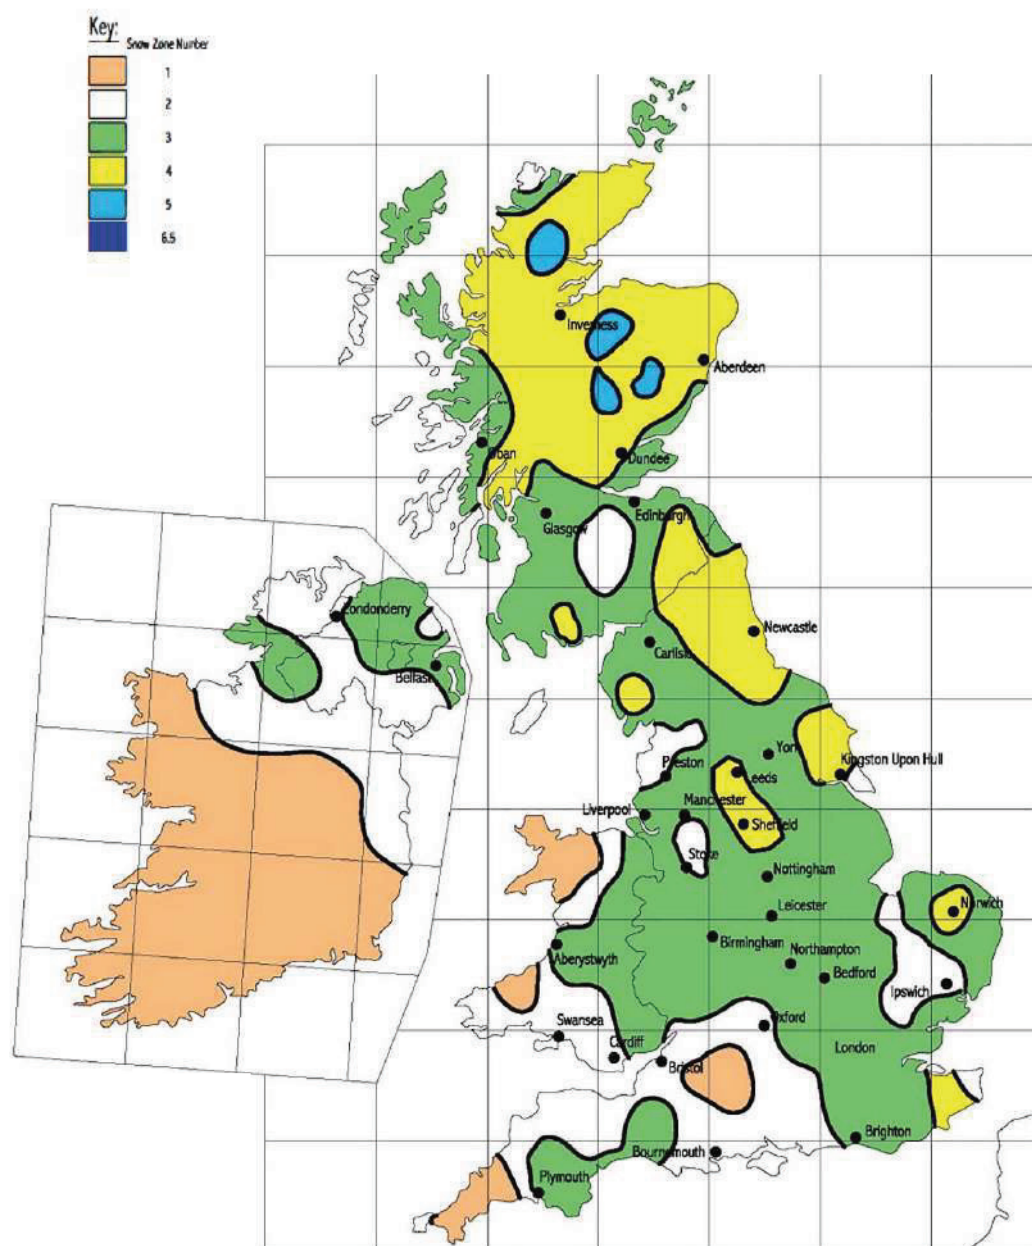 Key:
Snow Zone Number
1
2
3
4
5
6.5
Inverness
Aberdeen
Oban
Dundee
Edinburgh
Glasgow
Londonderry
Newcastle
Carlisle
Belfast
York
Kingston Upon Hull
Preston
Leeds
Manchester
Liverpool
Sheffield
Stoke
Nottingham
Norwich
Leicester
Birmingham
Northampton
Aberystwyth
Bedford
Ipswich
Swansea
Oxford
Cardiff
London
Bristol
Brighton
Bournemouth
Plymouth